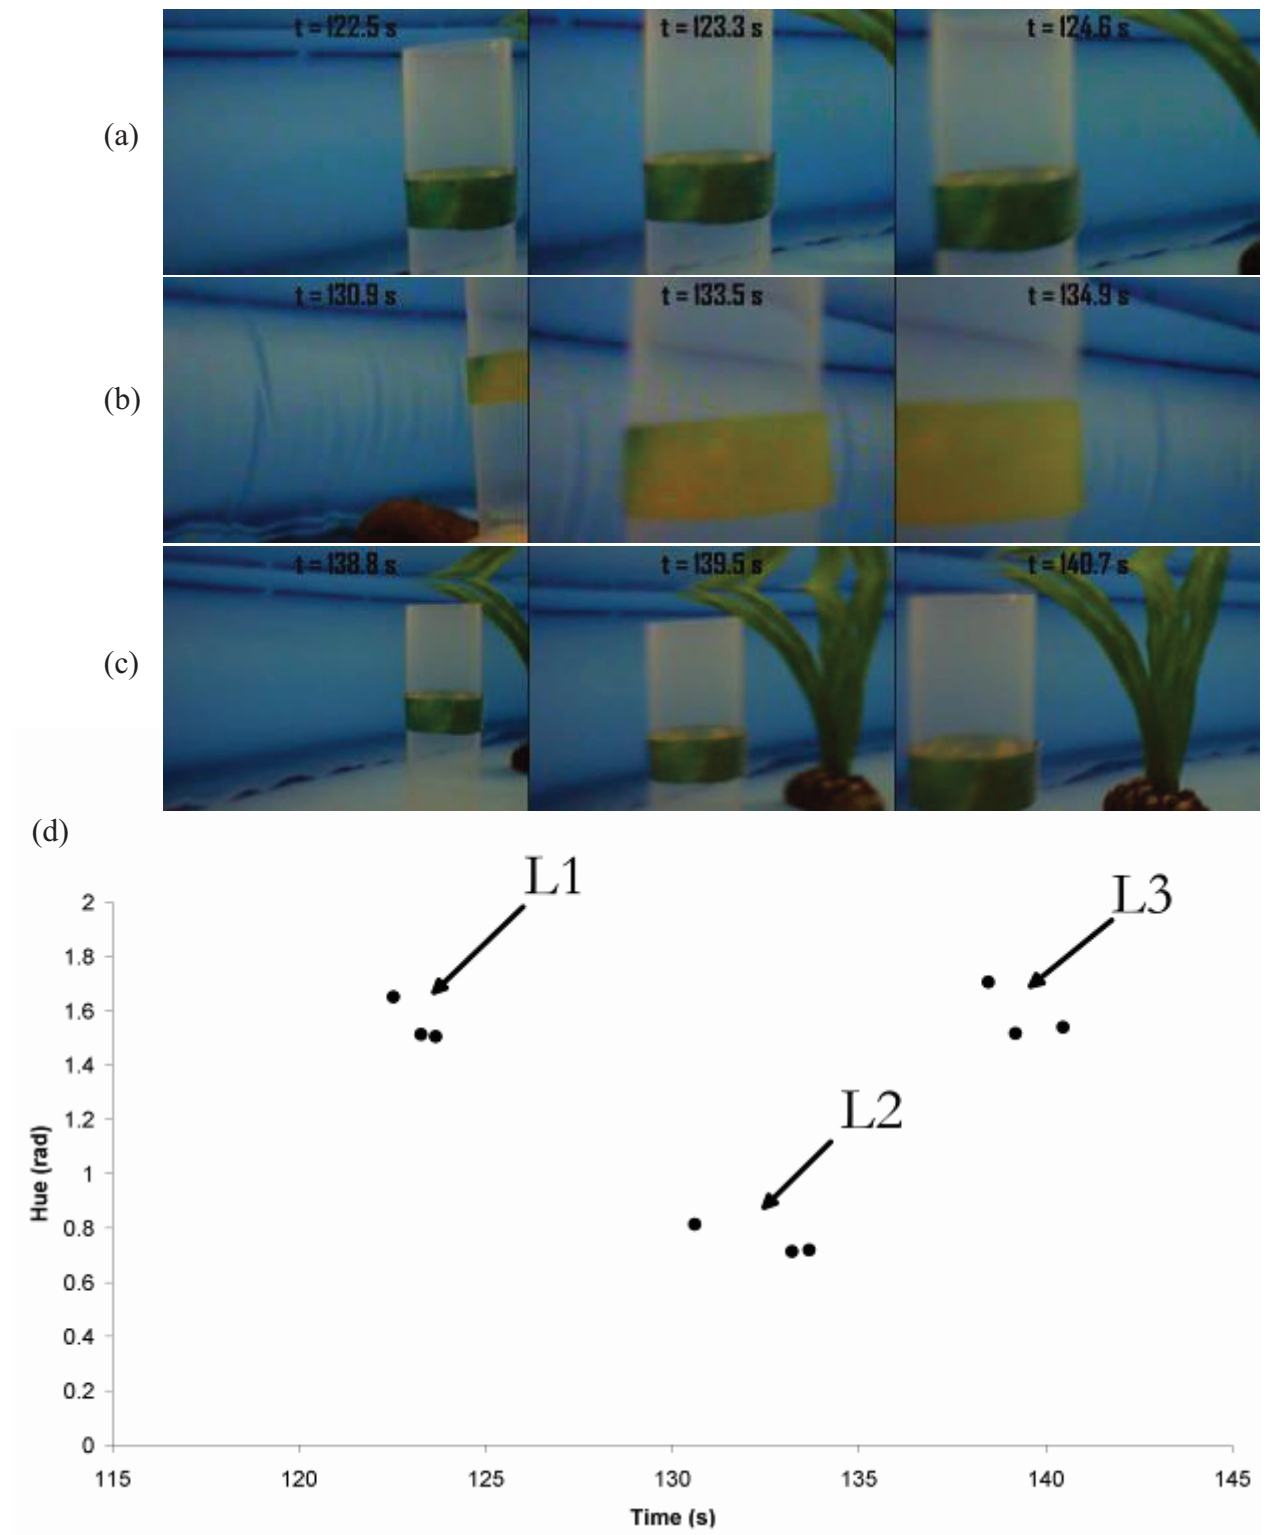 (a)
t = 122.5 s
t = 123.3 s
t = 124.6 s
(b)
t = 130.9 s
t = 133.5 s
t = 134.9 s
(c)
t = 138.8 s
t = 139.5 s
t = 140.7 s
(d)
L1
L3
L2
2
1.8
1.6
1.4
1.2
1
0.8
0.6
0.4
0.2
0
Hue (rad)
115 120 125 130 135 140 145
Time (s)